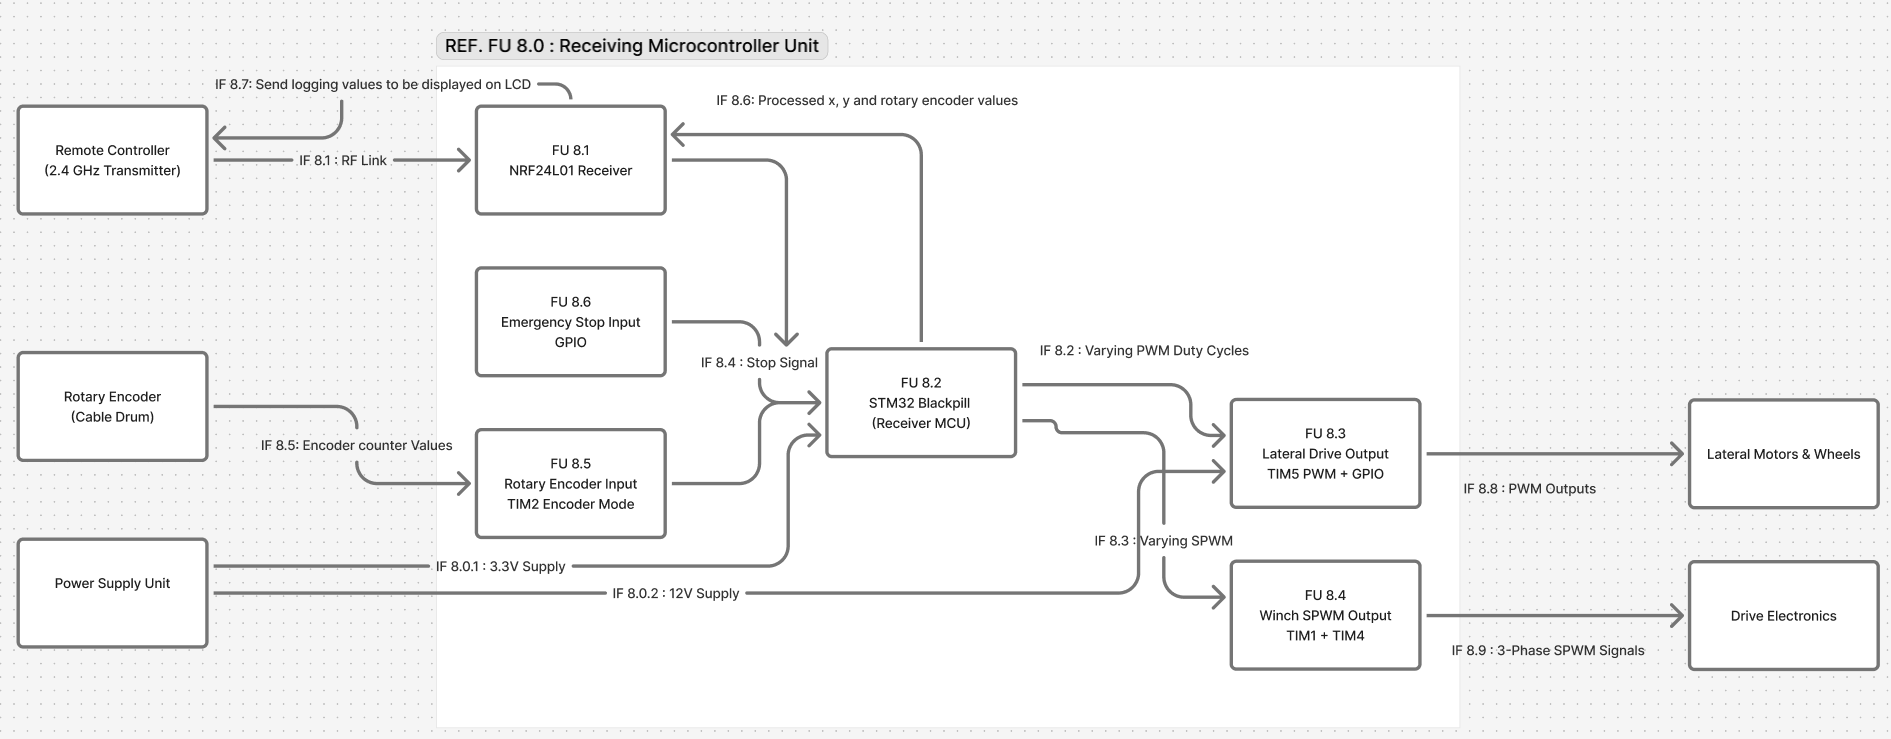 REF. FU 8.0 : Receiving Microcontroller Unit
IF 8.7: Send logging values to be displayed on LCD
IF 8.6: Processed x, y and rotary encoder values
Remote Controller
(2.4 GHz Transmitter)
IF 8.1 : RF Link
FU 8.1
NRF24L01 Receiver
FU 8.6
Emergency Stop Input
GPIO
IF 8.4 : Stop Signal
FU 8.2
STM32 Blackpill
(Receiver MCU)
IF 8.2 : Varying PWM Duty Cycles
Rotary Encoder
(Cable Drum)
IF 8.5: Encoder counter Values
FU 8.5
Rotary Encoder Input
TIM2 Encoder Mode
FU 8.3
Lateral Drive Output
TIM5 PWM + GPIO
Lateral Motors & Wheels
IF 8.8 : PWM Outputs
IF 8.3 : Varying SPWM
Power Supply Unit
IF 8.0.1 : 3.3V Supply
IF 8.0.2 : 12V Supply
FU 8.4
Winch SPWM Output
TIM1 + TIM4
Drive Electronics
IF 8.9 : 3-Phase SPWM Signals